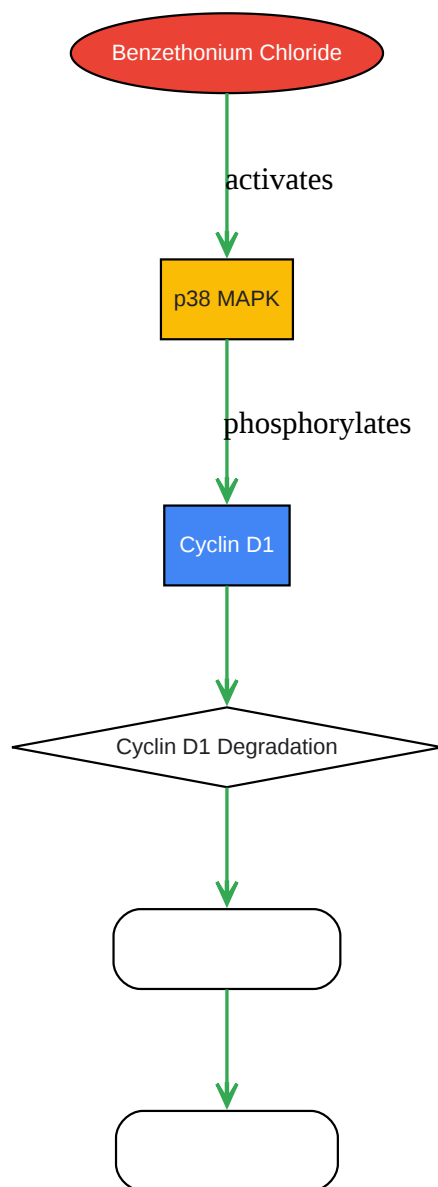 Benzethonium Chloride
activates
p38 MAPK
phosphorylates
Cyclin D1
Cyclin D1 Degradation